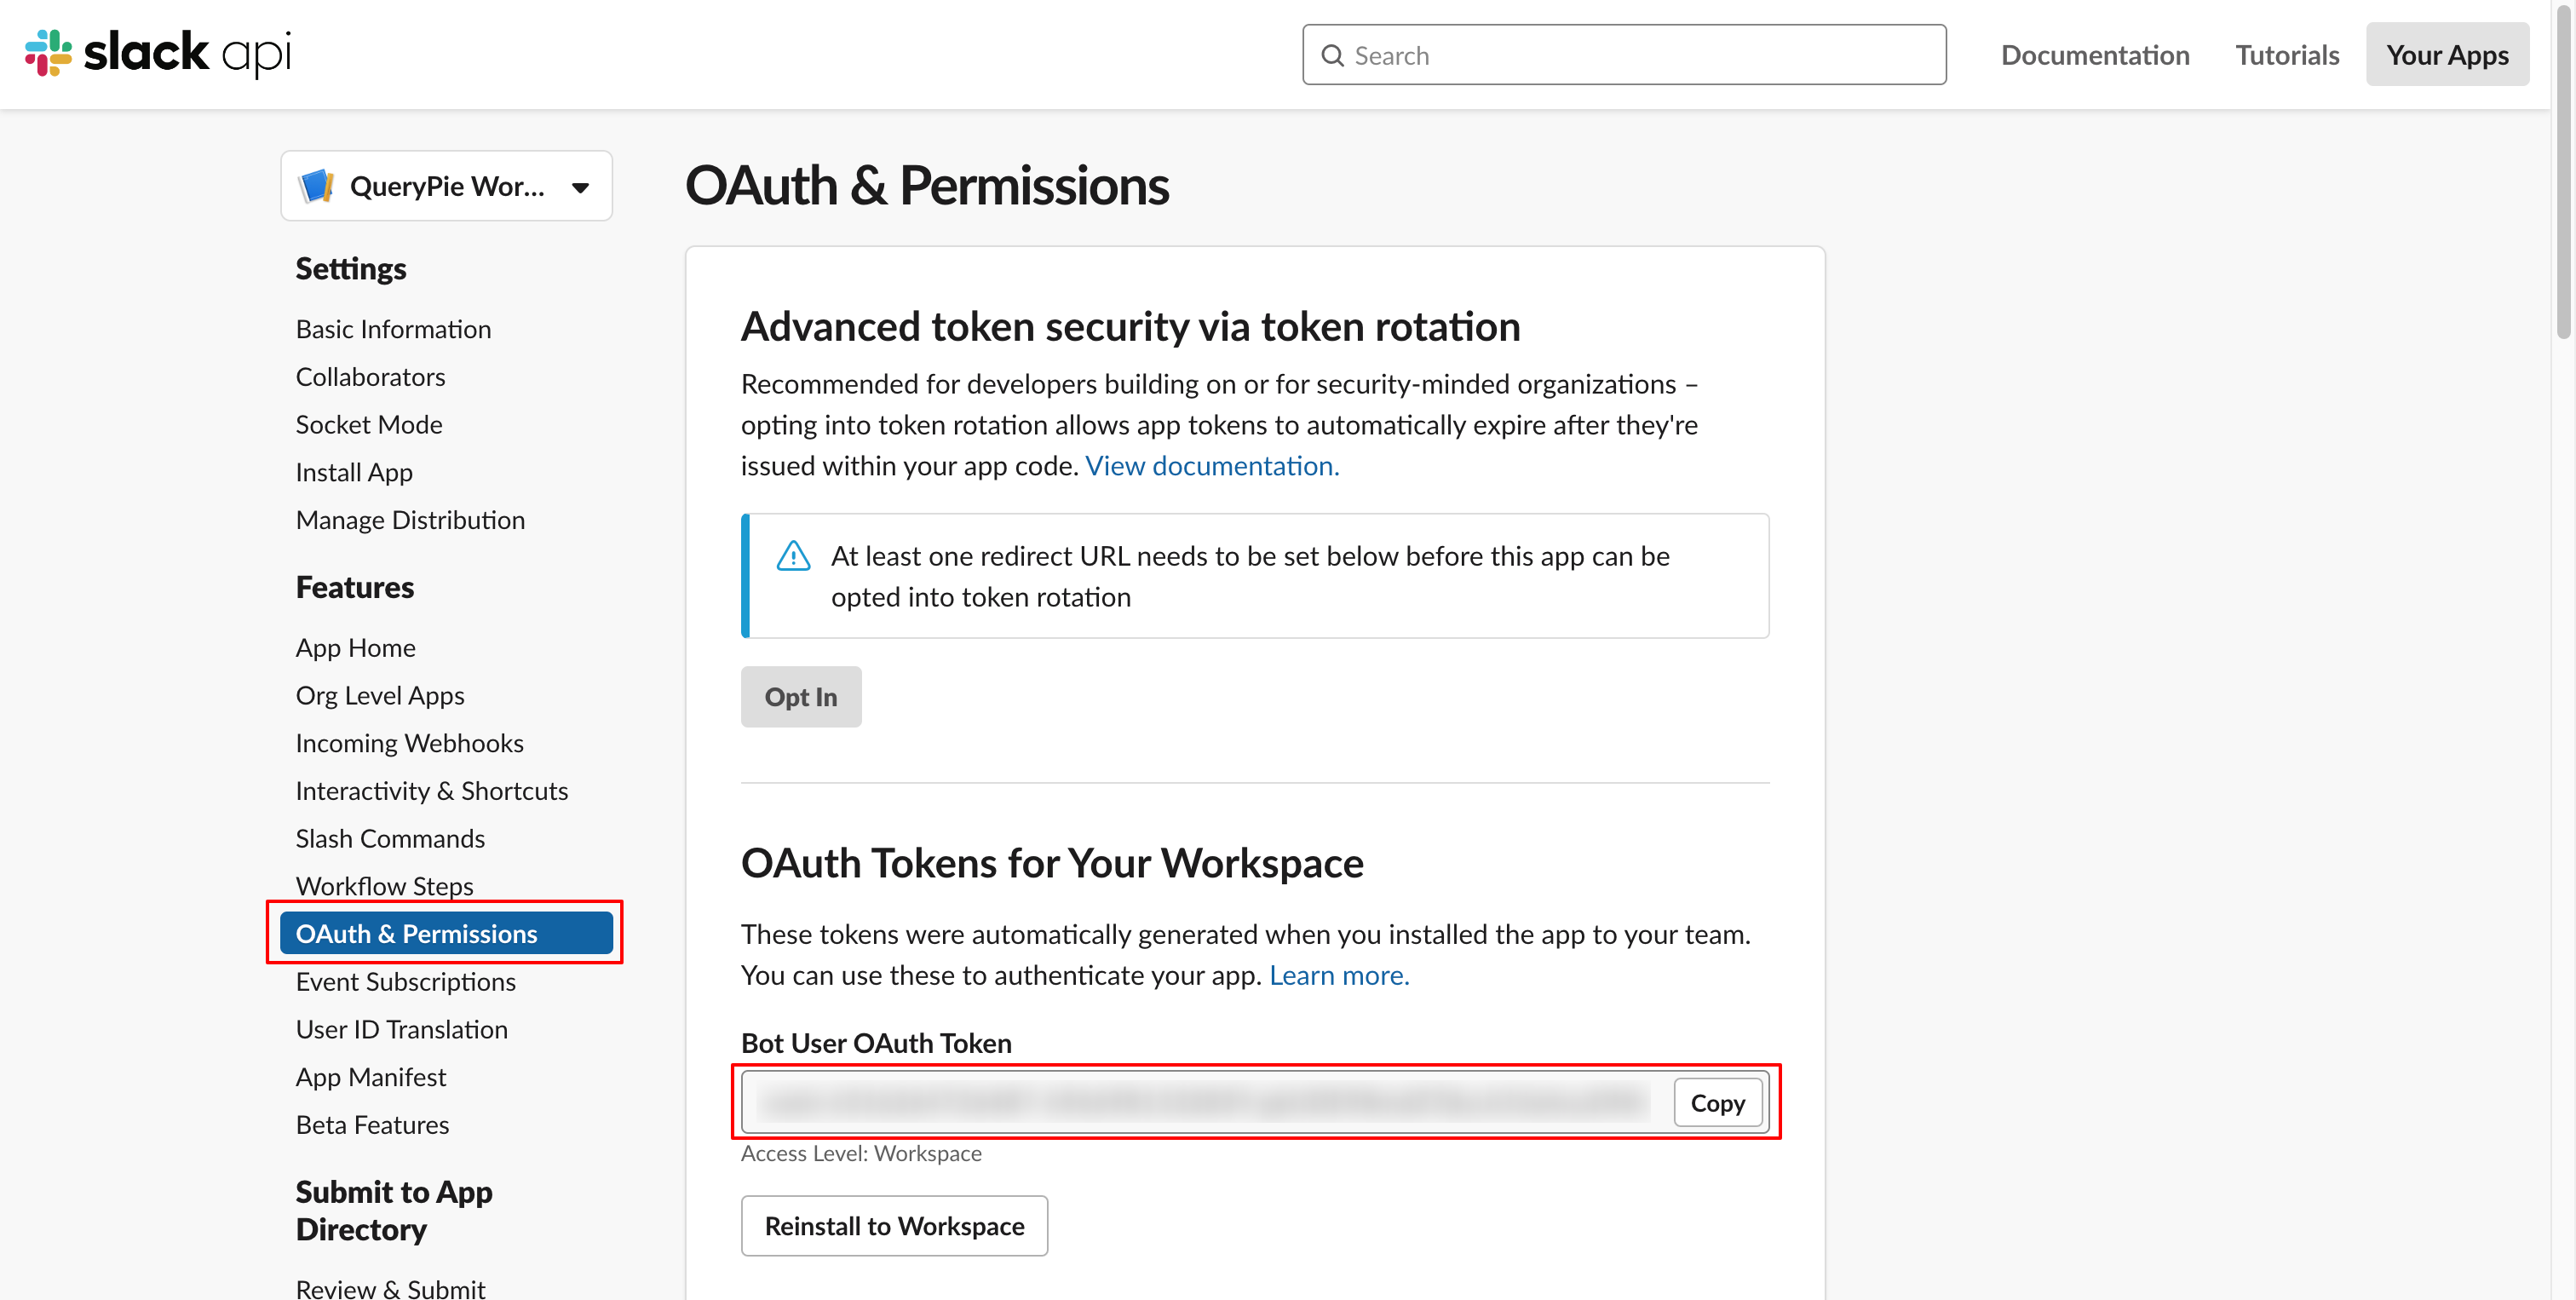 slack api
Search
Documentation
Tutorials
Your Apps
QueryPie Wor...
Settings
Basic Information
Collaborators
Socket Mode
Install App
Manage Distribution
Features
App Home
Org Level Apps
Incoming Webhooks
Interactivity & Shortcuts
Slash Commands
Workflow Steps
OAuth & Permissions
Event Subscriptions
User ID Translation
App Manifest
Beta Features
Submit to App
Directory
Review & Submit
OAuth & Permissions
Advanced token security via token rotation
Recommended for developers building on or for security-minded organizations –
opting into token rotation allows app tokens to automatically expire after they're
issued within your app code. View documentation.
At least one redirect URL needs to be set below before this app can be
opted into token rotation
Opt In
OAuth Tokens for Your Workspace
These tokens were automatically generated when you installed the app to your team.
You can use these to authenticate your app. Learn more.
Bot User OAuth Token
Copy
Access Level: Workspace
Reinstall to Workspace